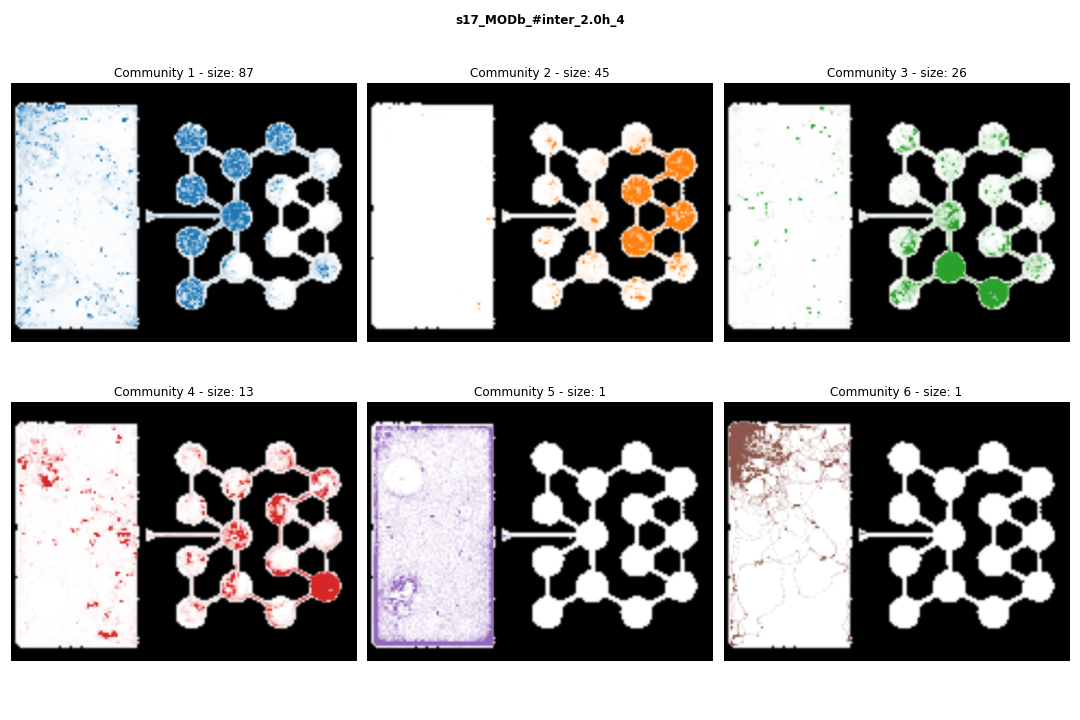 s17_MODb_#inter_2.0h_4
Community 1 - size: 87
Community 2 - size: 45
Community 3 - size: 26
Community 4 - size: 13
Community 5 - size: 1
Community 6 - size: 1